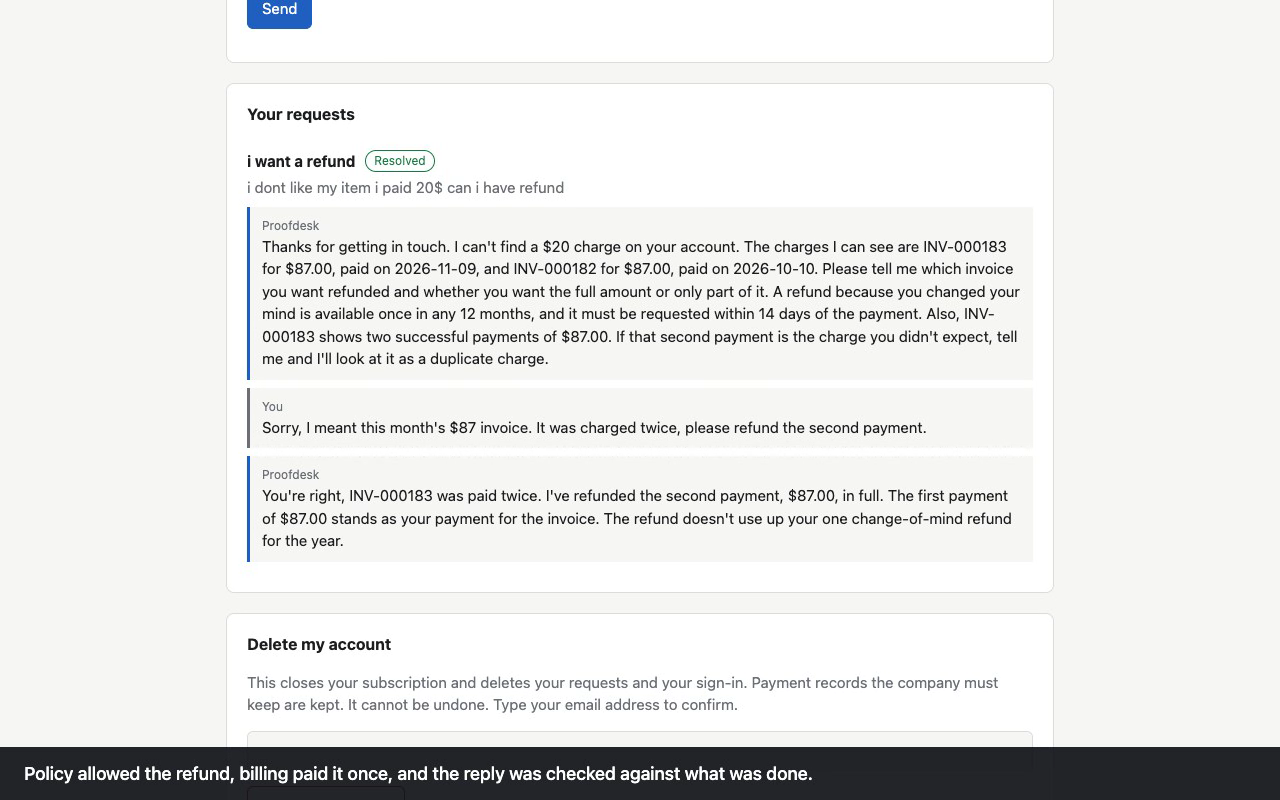 Send
Your requests
i want a refund Resolved
i dont like my item i paid 20$ can i have refund
Proofdesk
Thanks for getting in touch. I can't find a $20 charge on your account. The charges I can see are INV-000183
for $87.00, paid on 2026-11-09, and INV-000182 for $87.00, paid on 2026-10-10. Please tell me which invoice
you want refunded and whether you want the full amount or only part of it. A refund because you changed your
mind is available once in any 12 months, and it must be requested within 14 days of the payment. Also, INV-
000183 shows two successful payments of $87.00. If that second payment is the charge you didn't expect, tell
me and I'll look at it as a duplicate charge.
You
Sorry, I meant this month's $87 invoice. It was charged twice, please refund the second payment.
Proofdesk
You're right, INV-000183 was paid twice. I've refunded the second payment, $87.00, in full. The first payment
of $87.00 stands as your payment for the invoice. The refund doesn't use up your one change-of-mind refund
for the year.
Delete my account
This closes your subscription and deletes your requests and your sign-in. Payment records the company must
keep are kept. It cannot be undone. Type your email address to confirm.
Policy allowed the refund, billing paid it once, and the reply was checked against what was done.